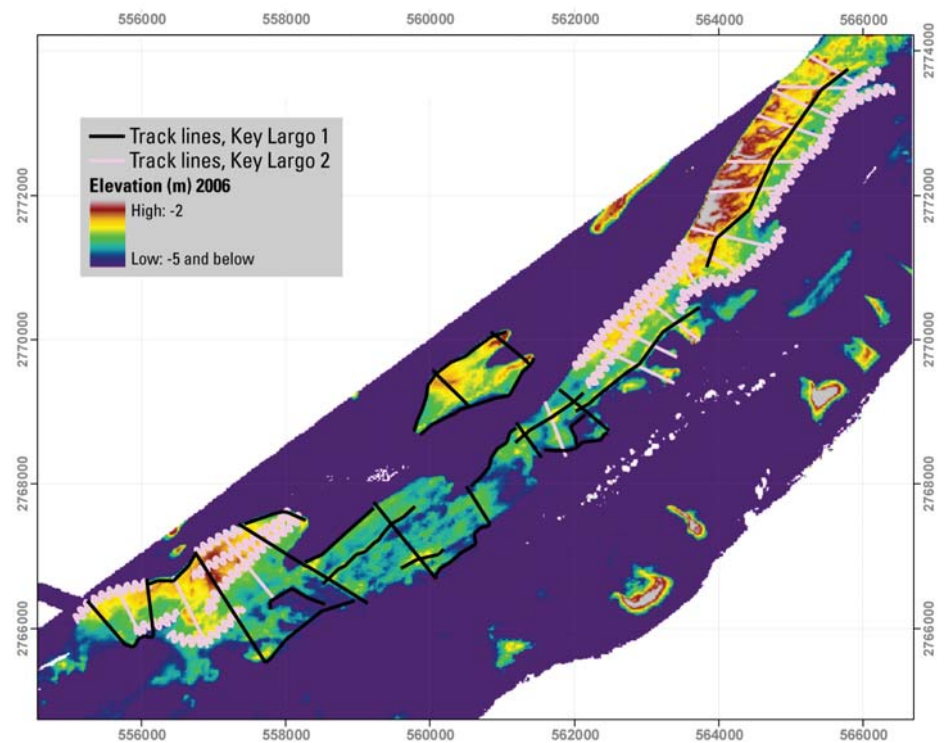 556000 558000 560000 562000 564000 566000
Track lines, Key Largo 1
Track lines, Key Largo 2
Elevation (m) 2006
High: -2
Low: -5 and below
2774000
2772000
2770000
2768000
2766000
2774000
2772000
2770000
2768000
2766000
556000 558000 560000 562000 564000 566000